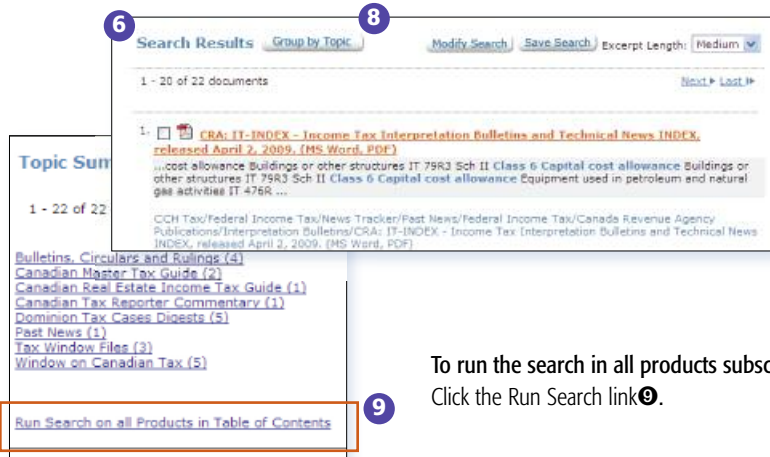 6
8
Search Results Group by Topic Modify Search Save Search Excerpt Length: Medium
1 - 20 of 22 documents Next Last
1. CRA: IT-INDEX - Income Tax Interpretation Bulletins and Technical News INDEX,
released April 2, 2009. (MS Word, PDF)
...cost allowance Buildings or other structures IT 79R3 Sch II Class 6 Capital cost allowance Buildings or
other structures IT 79R3 Sch II Class 6 Capital cost allowance Equipment used in petroleum and natural
gas activities IT 476R ...
CCH Tax/Federal Income Tax/News Tracker/Past News/Federal Income Tax/Canada Revenue Agency
Publications/Interpretation Bulletins/CRA: IT-INDEX - Income Tax Interpretation Bulletins and Technical News
INDEX, released April 2, 2009. (MS Word, PDF)
Topic Sum
1 - 22 of 22
Bulletins, Circulars and Rulings (4)
Canadian Master Tax Guide (2)
Canadian Real Estate Income Tax Guide (1)
Canadian Tax Reporter Commentary (1)
Dominion Tax Cases Digests (5)
Past News (1)
Tax Window Files (3)
Window on Canadian Tax (5)
Run Search on all Products in Table of Contents
9
To run the search in all products subsc
Click the Run Search link❾.